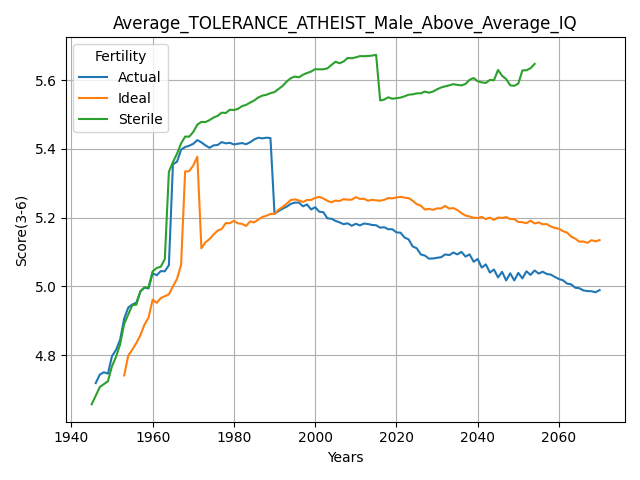 Average_TOLERANCE_ATHEIST_Male_Above_Average_IQ
Fertility
Actual
Ideal
Sterile
Score(3-6)
5.6
5.4
5.2
5.0
4.8
1940 1960 1980 2000 2020 2040 2060
Years